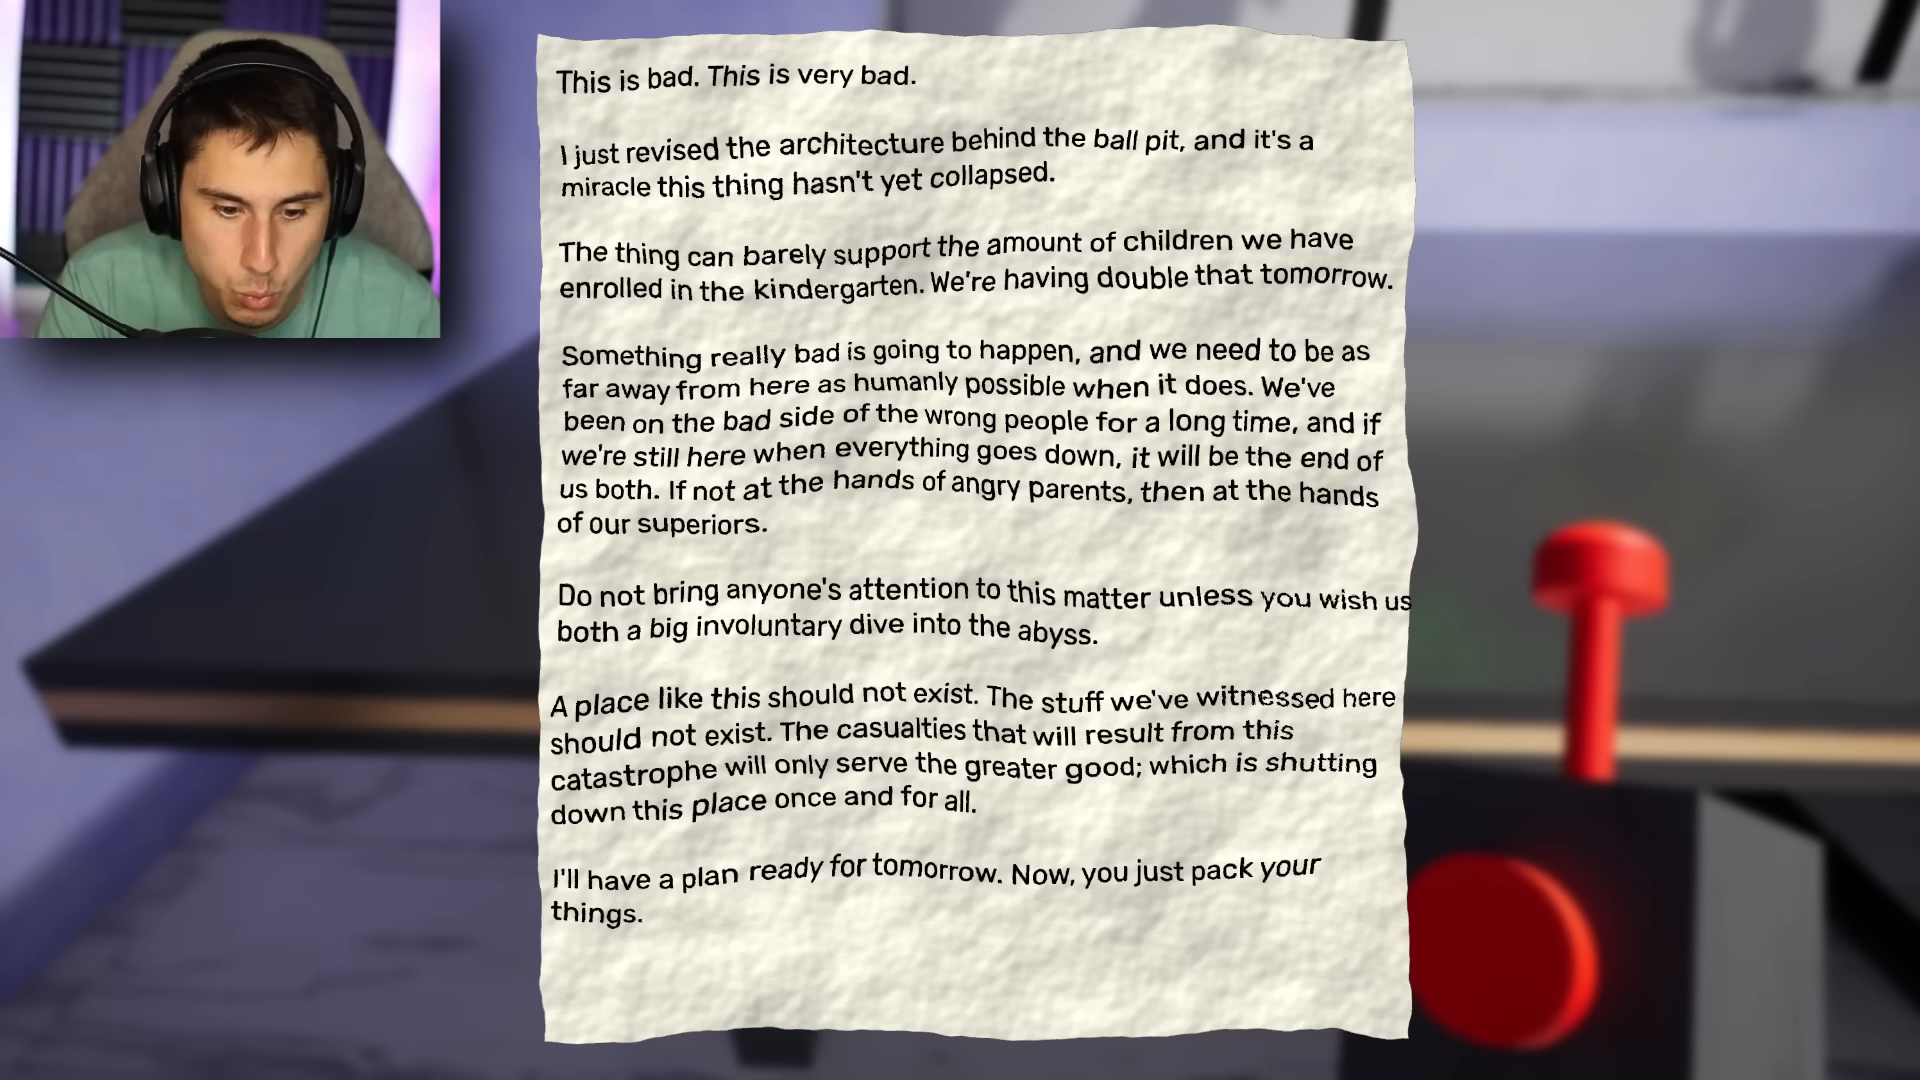 This is bad. This is very bad.
I just revised the architecture behind the ball pit, and it's a
miracle this thing hasn't yet collapsed.
The thing can barely support the amount of children we have
enrolled in the kindergarten. We're having double that tomorrow.
Something really bad is going to happen, and we need to be as
far away from here as humanly possible when it does. We've
been on the bad side of the wrong people for a long time, and if
we're still here when everything goes down, it will be the end of
us both. If not at the hands of angry parents, then at the hands
of our superiors.
Do not bring anyone's attention to this matter unless you wish us
both a big involuntary dive into the abyss.
A place like this should not exist. The stuff we've witnessed here
should not exist. The casualties that will result from this
catastrophe will only serve the greater good; which is shutting
down this place once and for all.
I'll have a plan ready for tomorrow. Now, you just pack your
things.